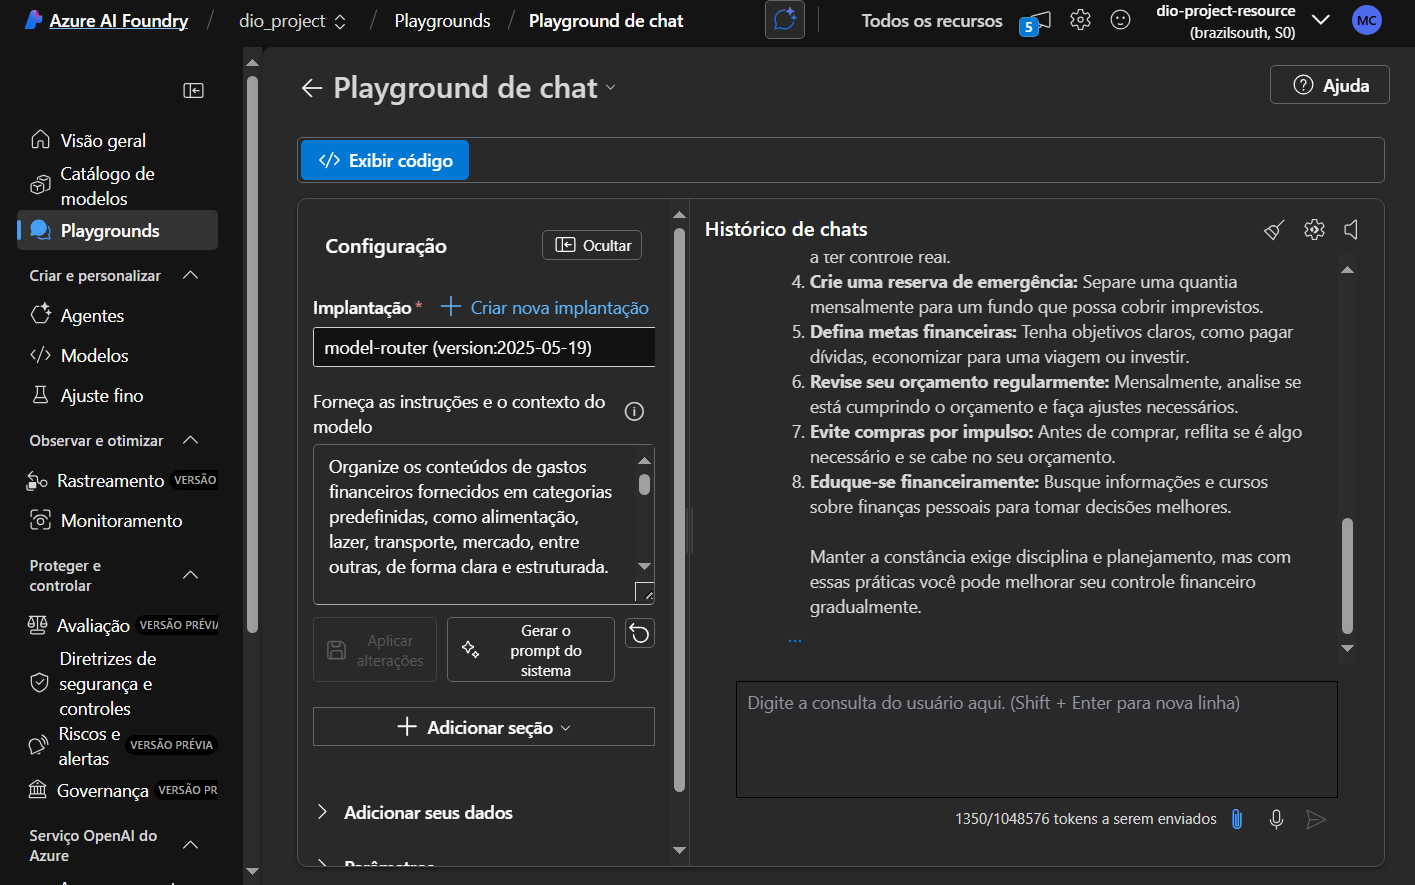 Azure AI Foundry / dio_project / Playgrounds / Playground de chat
Todos os recursos
5
dio-project-resource
(brazilsouth, S0)
MC
Visão geral
Catálogo de
modelos
Playgrounds
Criar e personalizar
Agentes
Modelos
Ajuste fino
Observar e otimizar
Rastreamento VERSÃO
Monitoramento
Proteger e
controlar
Avaliação VERSÃO PRÉVIA
Diretrizes de
segurança e
controles
Riscos e
alertas
VERSÃO PRÉVIA
Governança VERSÃO PR
Serviço OpenAI do
Azure
Playground de chat
Ajuda
Exibir código
Configuração
Ocultar
Implantação * Criar nova implantação
model-router (version:2025-05-19)
Forneça as instruções e o contexto do
modelo
Organize os conteúdos de gastos
financeiros fornecidos em categorias
predefinidas, como alimentação,
lazer, transporte, mercado, entre
outras, de forma clara e estruturada.
Aplicar
alterações
Gerar o
prompt do
sistema
Adicionar seção
Adicionar seus dados
Parâmetros
Histórico de chats
a ter controle real.
4. Crie uma reserva de emergência: Separe uma quantia
mensalmente para um fundo que possa cobrir imprevistos.
5. Defina metas financeiras: Tenha objetivos claros, como pagar
dívidas, economizar para uma viagem ou investir.
6. Revise seu orçamento regularmente: Mensalmente, analise se
está cumprindo o orçamento e faça ajustes necessários.
7. Evite compras por impulso: Antes de comprar, reflita se é algo
necessário e se cabe no seu orçamento.
8. Eduque-se financeiramente: Busque informações e cursos
sobre finanças pessoais para tomar decisões melhores.
Manter a constância exige disciplina e planejamento, mas com
essas práticas você pode melhorar seu controle financeiro
gradualmente.
...
Digite a consulta do usuário aqui. (Shift + Enter para nova linha)
1350/1048576 tokens a serem enviados